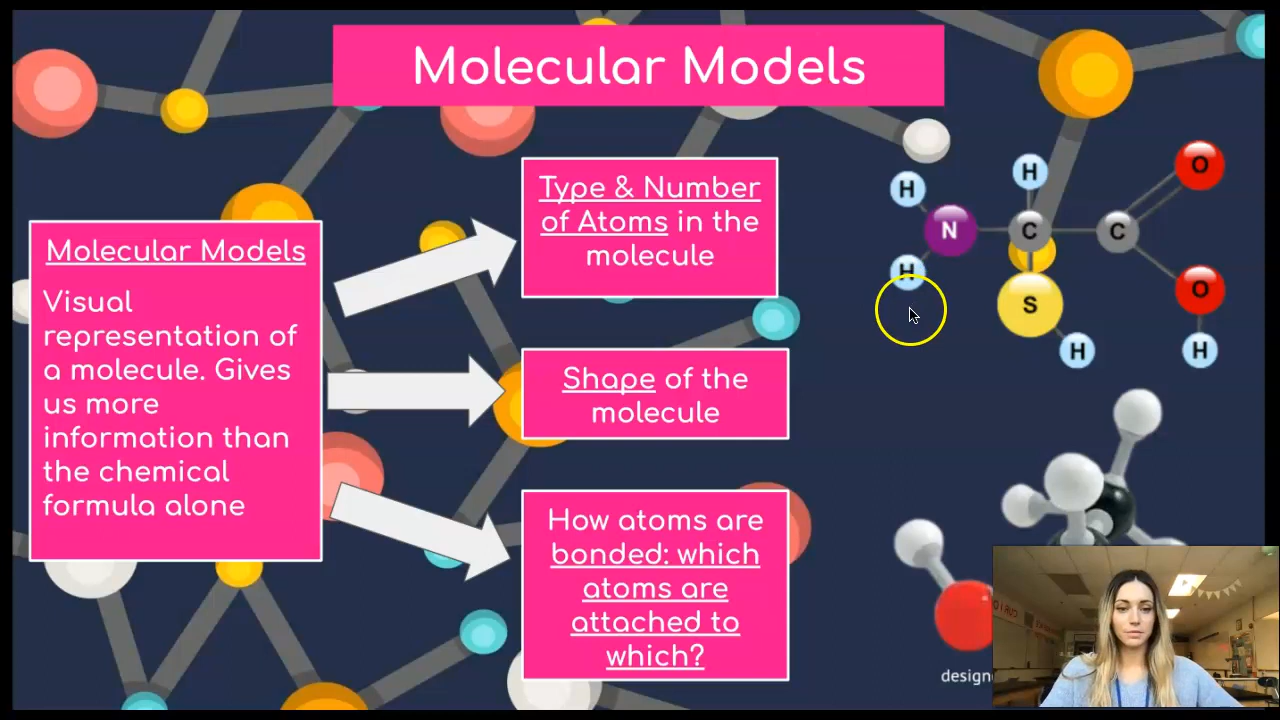 Molecular Models
Molecular Models
Visual
representation of
a molecule. Gives
us more
information than
the chemical
formula alone
Type & Number
of Atoms in the
molecule
Shape of the
molecule
How atoms are
bonded: which
atoms are
attached to
which?
H
H
O
N
C
C
H
S
O
H
H